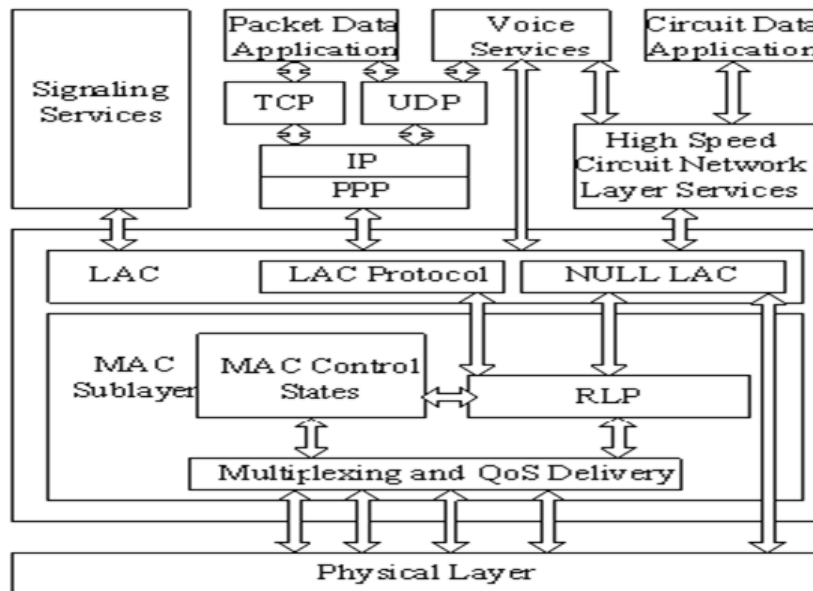 Packet Data
Application
Voice
Services
Circuit Data
Application
Signaling
Services
TCP
UDP
High Speed
Circuit Network
Layer Services
IP
PPP
LAC
LAC Protocol
NULL LAC
MAC
Sublayer
MAC Control
States
RLP
Multiplexing and QoS Delivery
Physical Layer